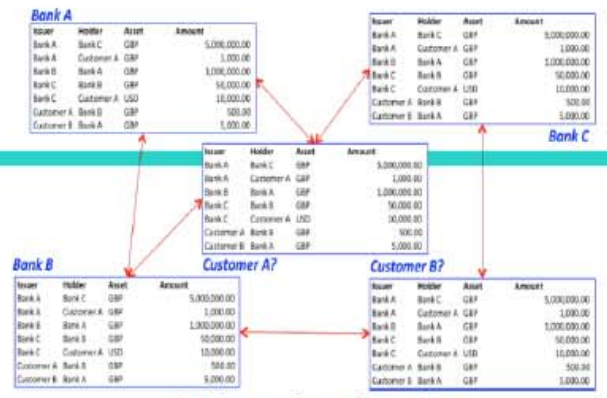 Bank A
Issuer Holder Asset Amount
Bank A Bank C GBP 5,000,000.00
Bank A Customer A GBP 1,000.00
Bank B Bank A GBP 1,000,000.00
Bank C Bank B GBP 50,000.00
Bank C Customer A USD 10,000.00
Customer A Bank B GBP 500.00
Customer B Bank A GBP 5,000.00
Issuer Holder Asset Amount
Bank A Bank C GBP 5,000,000.00
Bank A Customer A GBP 1,000.00
Bank B Bank A GBP 1,000,000.00
Bank C Bank B GBP 50,000.00
Bank C Customer A USD 10,000.00
Customer A Bank B GBP 500.00
Customer B Bank A GBP 5,000.00
Bank C
Issuer Holder Asset Amount
Bank A Bank C GBP 5,000,000.00
Bank A Customer A GBP 1,000.00
Bank B Bank A GBP 1,000,000.00
Bank C Bank B GBP 50,000.00
Bank C Customer A USD 10,000.00
Customer A Bank B GBP 500.00
Customer B Bank A GBP 5,000.00
Customer A?
Bank B
Issuer Holder Asset Amount
Bank A Bank C GBP 5,000,000.00
Bank A Customer A GBP 1,000.00
Bank B Bank A GBP 1,000,000.00
Bank C Bank B GBP 50,000.00
Bank C Customer A USD 10,000.00
Customer A Bank B GBP 500.00
Customer B Bank A GBP 5,000.00
Customer B?
Issuer Holder Asset Amount
Bank A Bank C GBP 5,000,000.00
Bank A Customer A GBP 1,000.00
Bank B Bank A GBP 1,000,000.00
Bank C Bank B GBP 50,000.00
Bank C Customer A USD 10,000.00
Customer A Bank B GBP 500.00
Customer B Bank A GBP 5,000.00